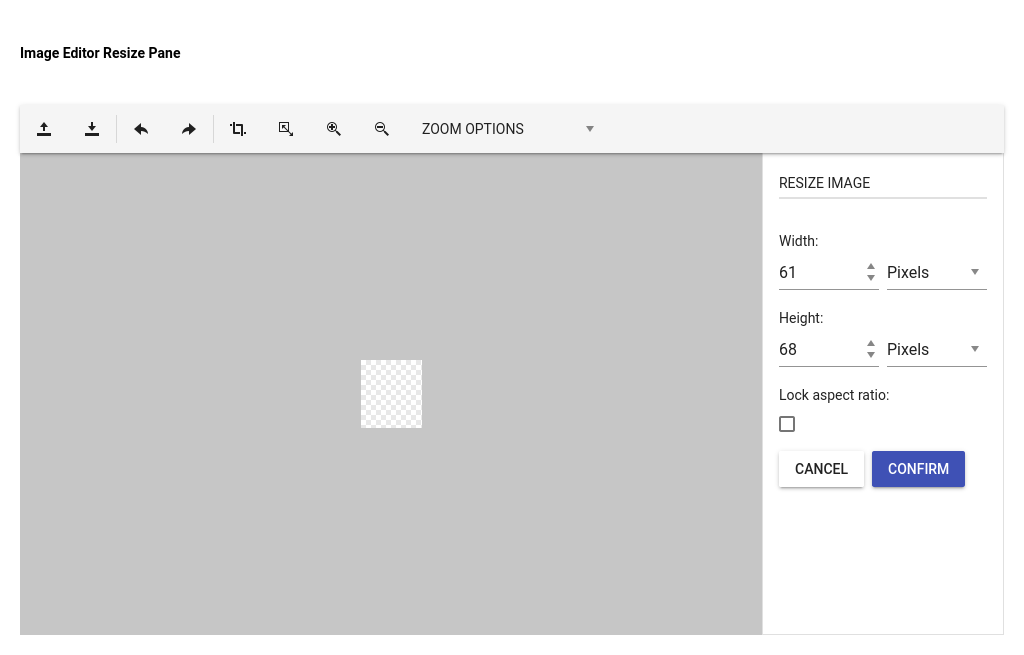 Image Editor Resize Pane
ZOOM OPTIONS
RESIZE IMAGE
Width:
61 Pixels
Height:
68 Pixels
Lock aspect ratio:
CANCEL CONFIRM